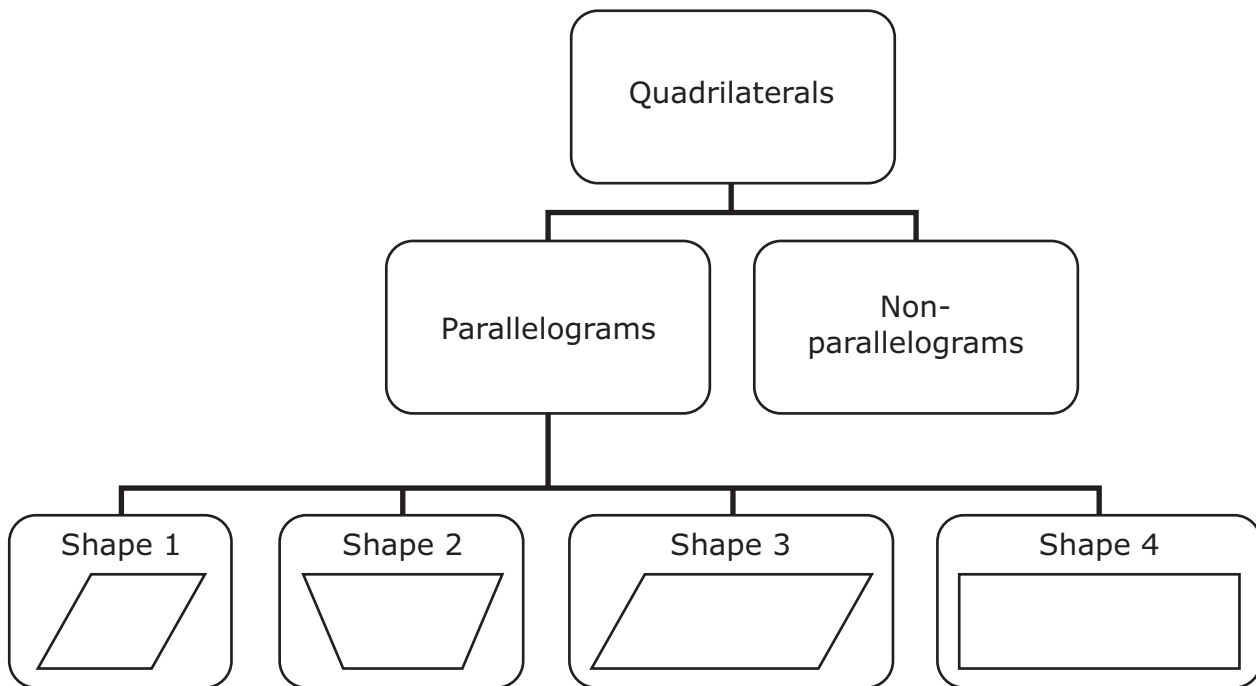 Quadrilaterals
Parallelograms
Non-
parallelograms
Shape 1
Shape 2
Shape 3
Shape 4